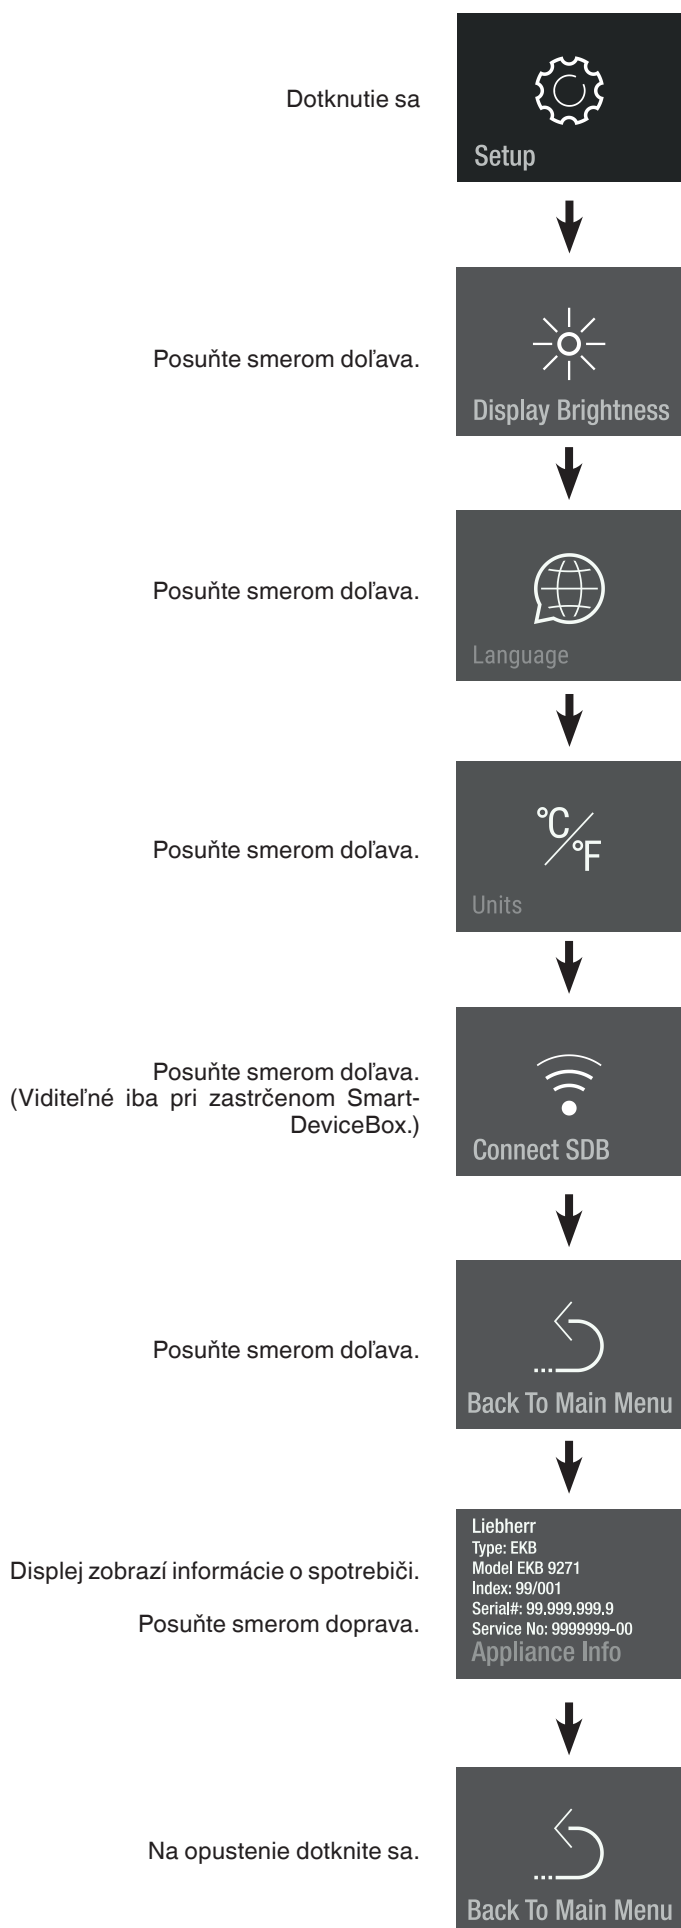 Dotknutie sa
Setup
Posuňte smerom doľava.
Display Brightness
Posuňte smerom doľava.
Language
Posuňte smerom doľava.
°C/°F
Units
Posuňte smerom doľava.
(Viditeľné iba pri zastrčenom Smart-
DeviceBox.)
Connect SDB
Posuňte smerom doľava.
Back To Main Menu
Displej zobrazí informácie o spotrebiči.
Posuňte smerom doprava.
Liebherr
Type: EKB
Model EKB 9271
Index: 99/001
Serial#: 99.999.999.9
Service No: 9999999-00
Appliance Info
Na opustenie dotknite sa.
Back To Main Menu